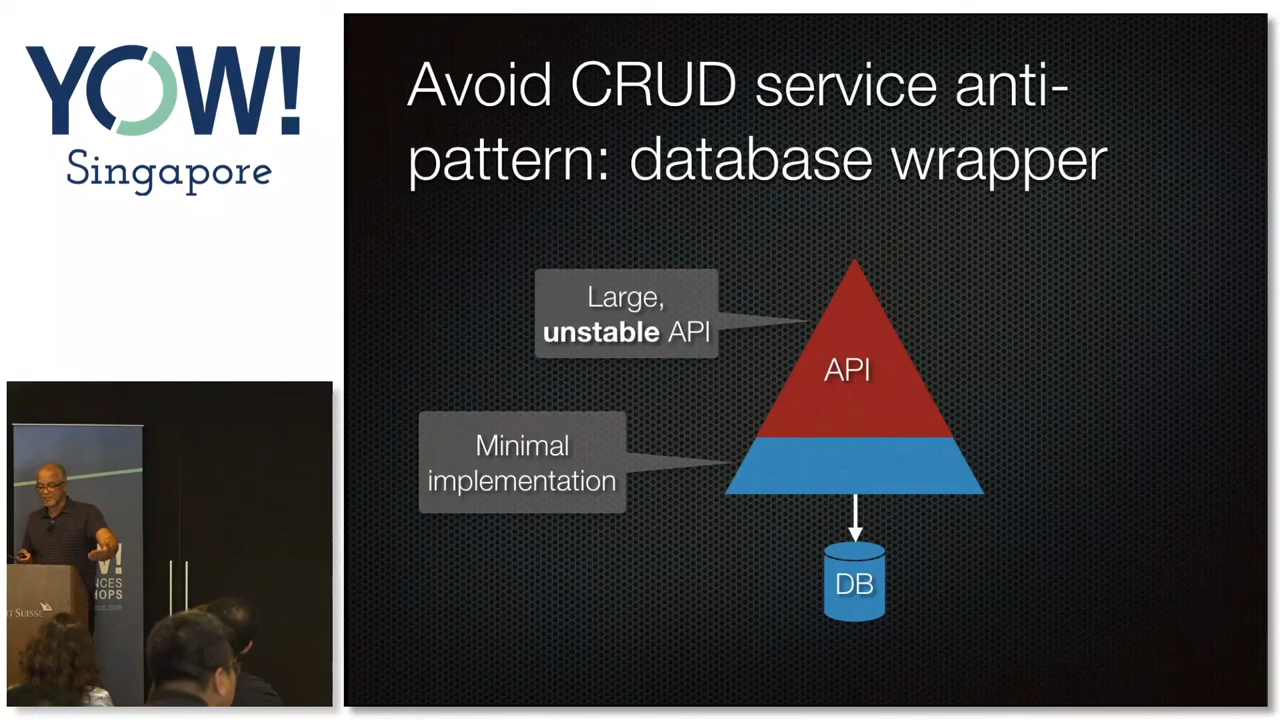 YOW!
Singapore
Avoid CRUD service anti-
pattern: database wrapper
Large,
unstable API
API
Minimal
implementation
DB